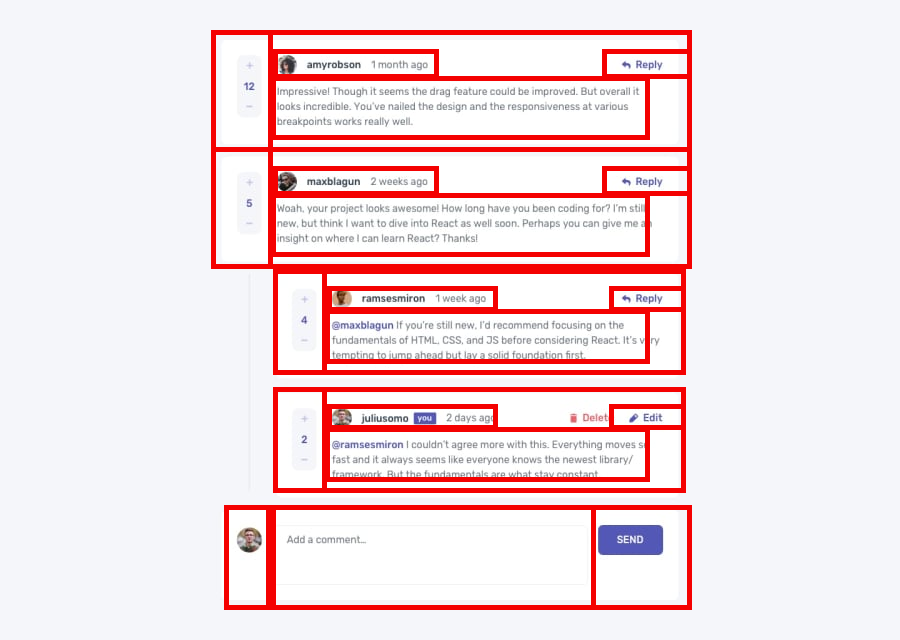 +
12
−
amyrobson 1 month ago
Reply
Impressive! Though it seems the drag feature could be improved. But overall it
looks incredible. You've nailed the design and the responsiveness at various
breakpoints works really well.
+
5
−
maxblagun 2 weeks ago
Reply
Woah, your project looks awesome! How long have you been coding for? I'm still
new, but think I want to dive into React as well soon. Perhaps you can give me an
insight on where I can learn React? Thanks!
+
4
−
ramsesmiron 1 week ago
Reply
@maxblagun If you're still new, I'd recommend focusing on the
fundamentals of HTML, CSS, and JS before considering React. It's very
tempting to jump ahead but lay a solid foundation first.
+
2
−
juliusomo you 2 days ago
Delete Edit
@ramsesmiron I couldn't agree more with this. Everything moves so
fast and it always seems like everyone knows the newest library/
framework. But the fundamentals are what stay constant.
Add a comment…
SEND